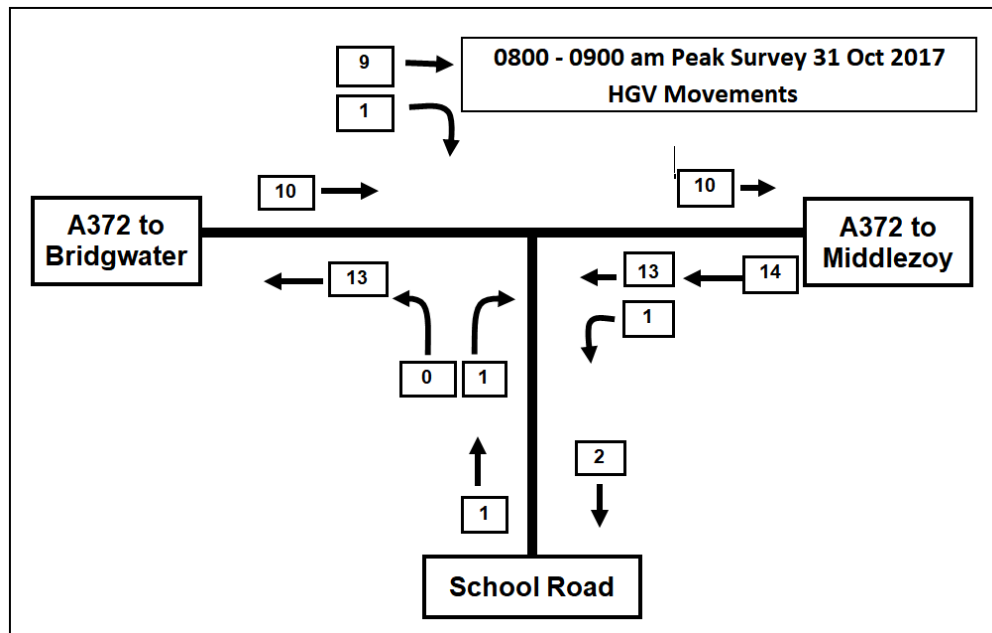 9
0800 - 0900 am Peak Survey 31 Oct 2017
1
HGV Movements
10
10
A372 to
Bridgwater
A372 to
Middlezoy
13
13
14
1
0
1
2
1
School Road